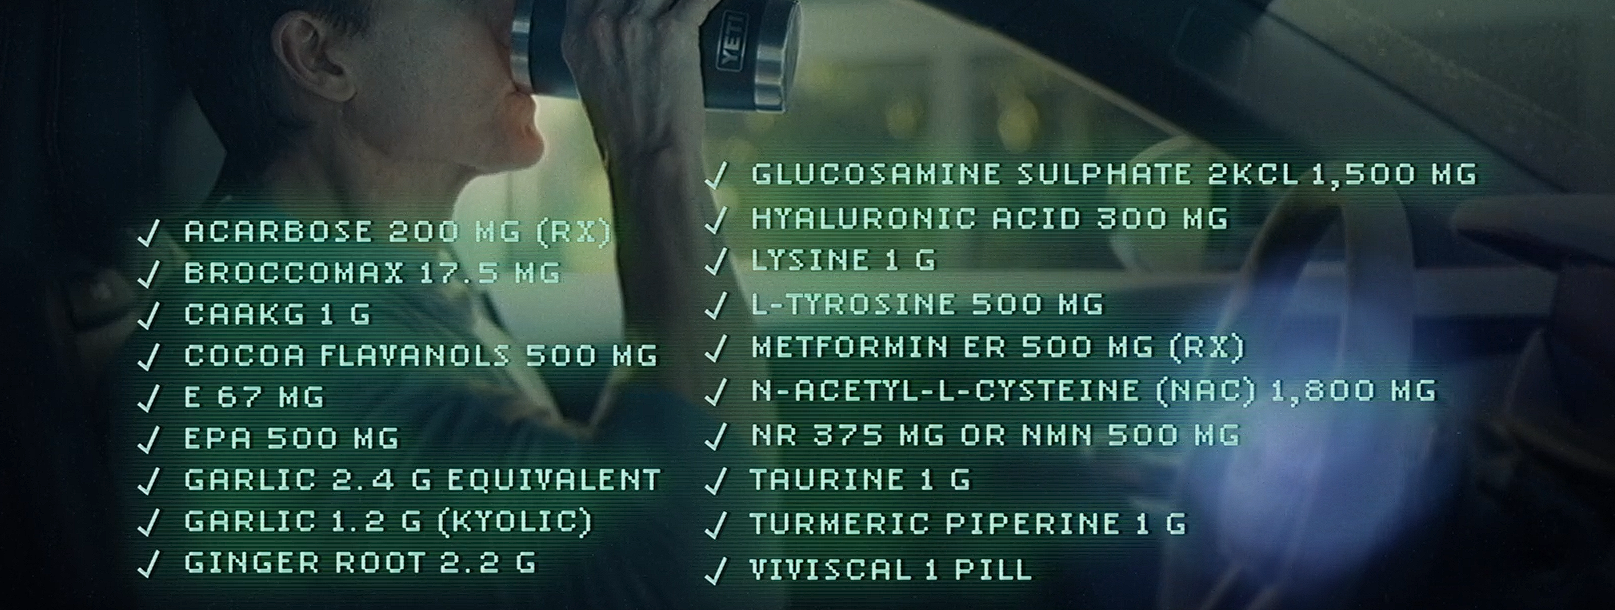 YETI
ACARBOSE 200 MG (RX)
BROCCOMAX 17.5 MG
CAAKG 1 G
COCOA FLAVANOLS 500 MG
E 67 MG
EPA 500 MG
GARLIC 2.4 G EQUIVALENT
GARLIC 1.2 G (KYOLIC)
GINGER ROOT 2.2 G
GLUCOSAMINE SULPHATE 2KCL 1,500 MG
HYALURONIC ACID 300 MG
LYSINE 1 G
L-TYROSINE 500 MG
METFORMIN ER 500 MG (RX)
N-ACETYL-L-CYSTEINE (NAC) 1,800 MG
NR 375 MG OR NMN 500 MG
TAURINE 1 G
TURMERIC PIPERINE 1 G
VIVISCAL 1 PILL